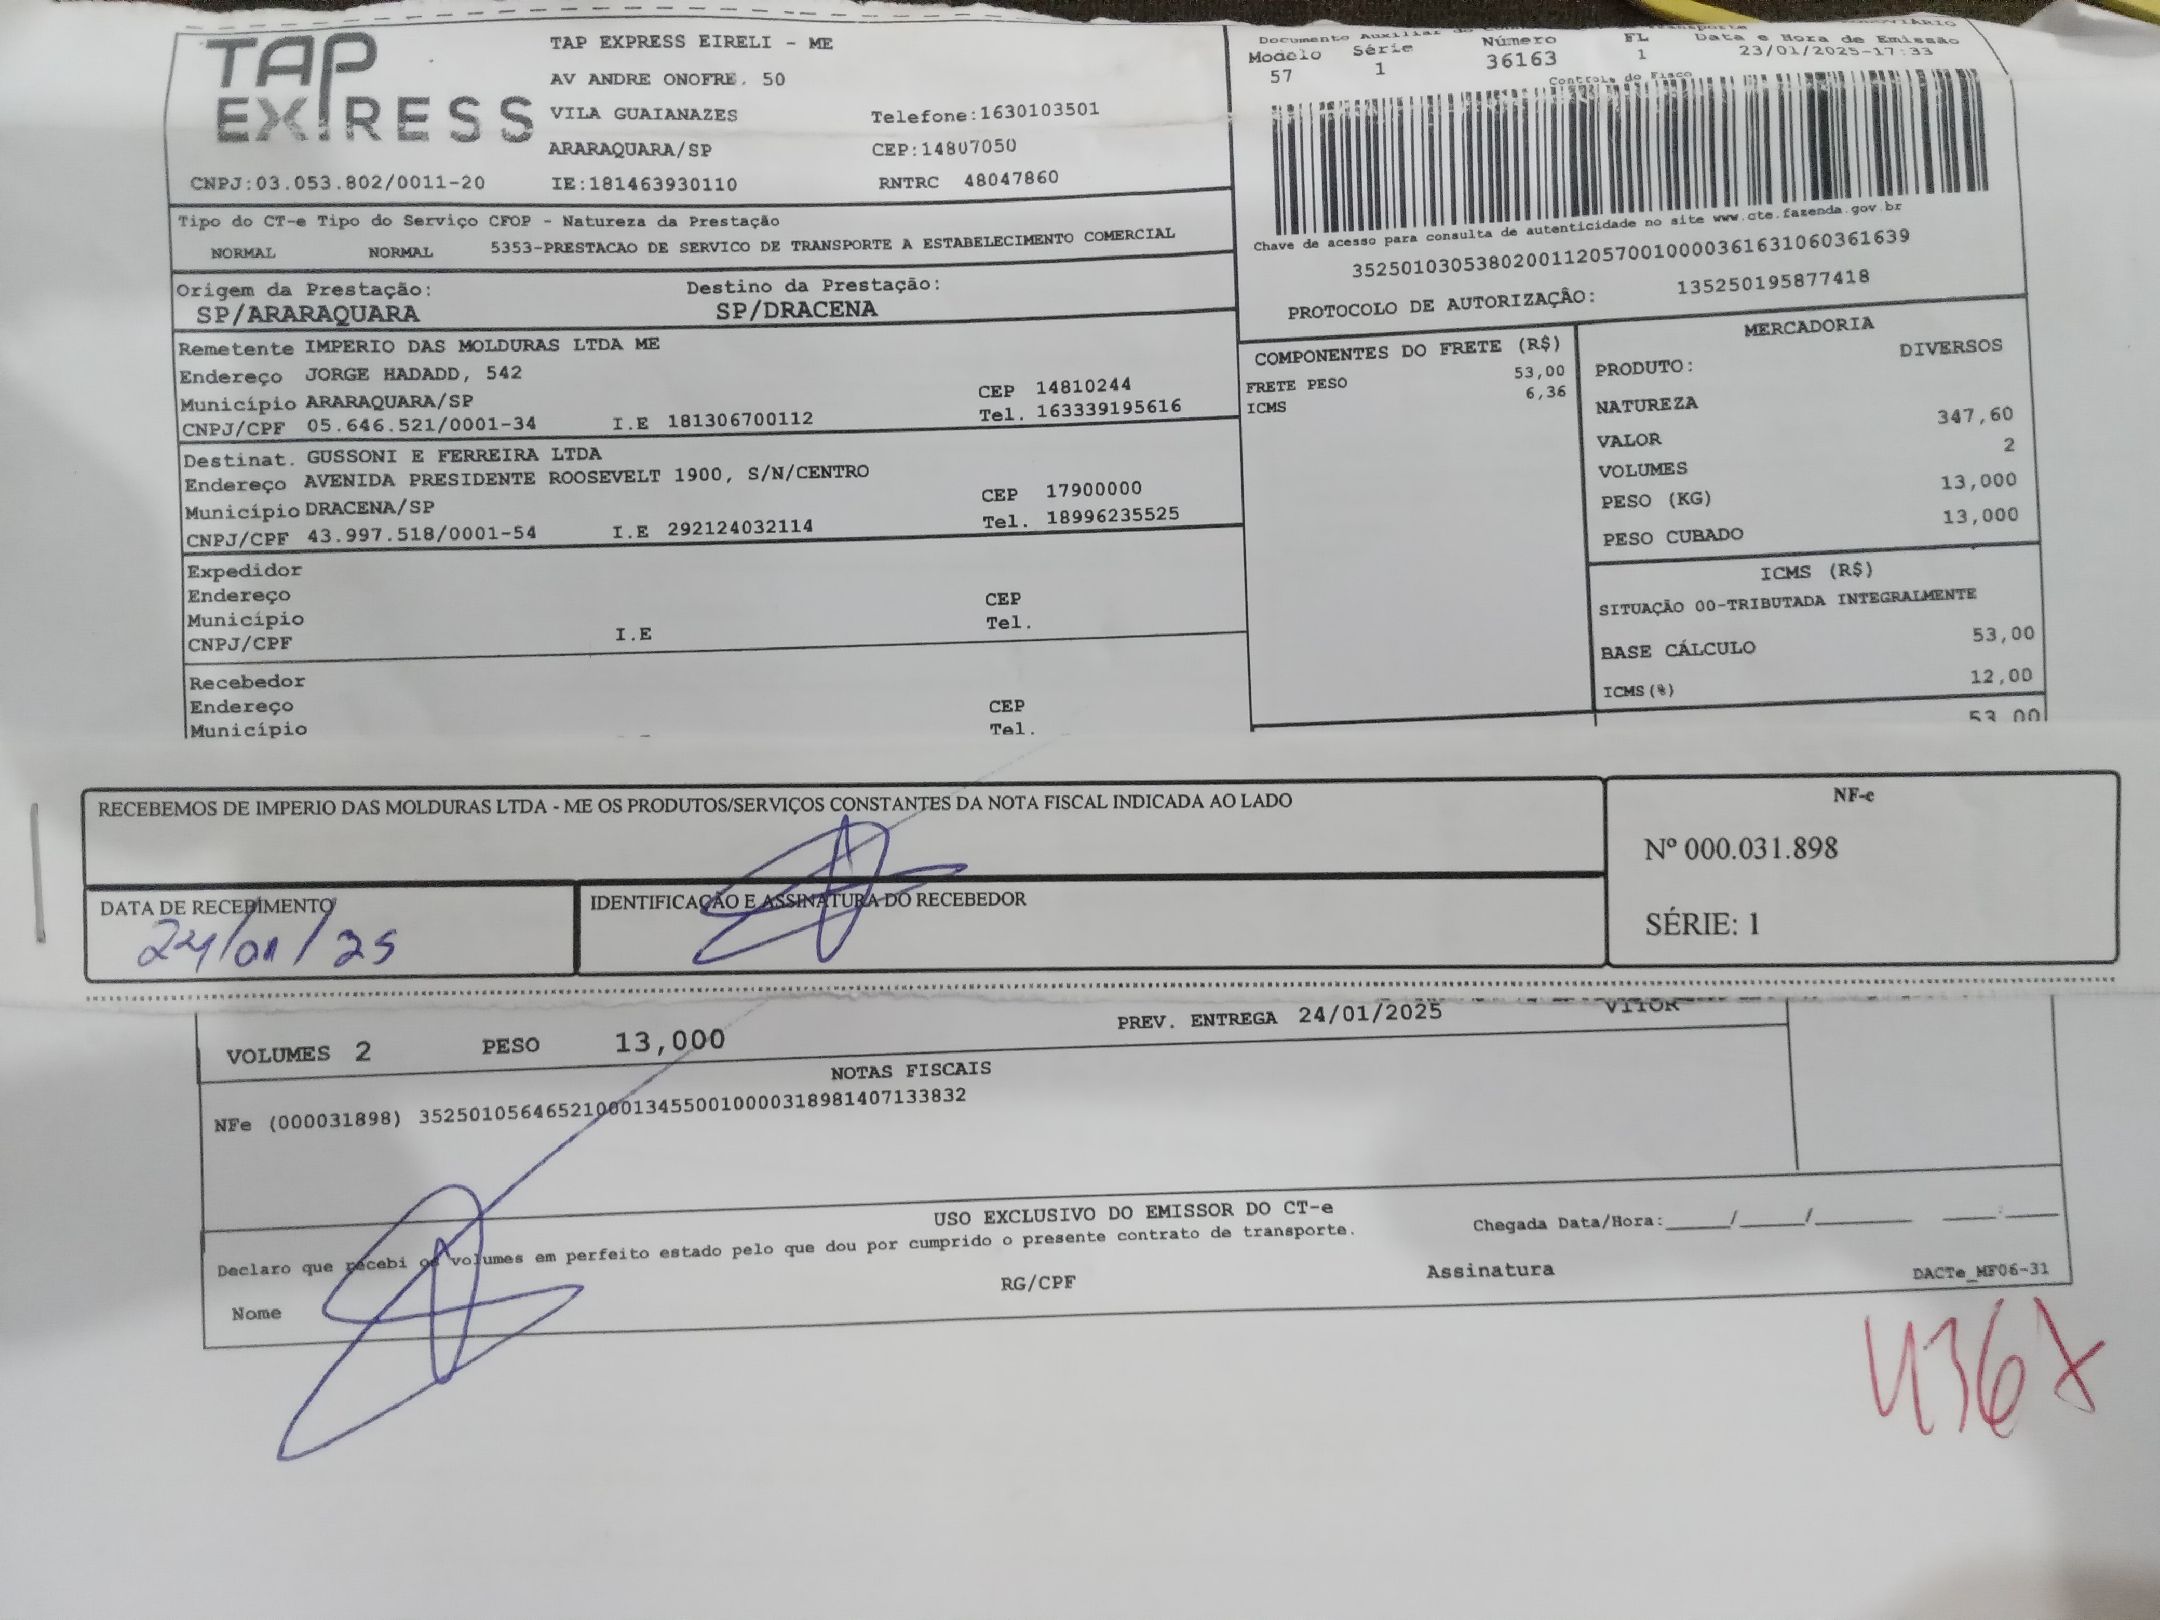 TAP EXPRESS
TAP EXPRESS EIRELI - ME
AV ANDRE ONOFRE. 50
VILA GUAIANAZES Telefone:1630103501
ARARAQUARA/SP CEP:14807050
CNPJ:03.053.802/0011-20 IE:181463930110 RNTRC 48047860
Documento Auxiliar
Modelo Série Número FL Data e Hora de Emissão
57 1 36163 1 23/01/2025-17:33
Controle do Fisco
Chave de acesso para consulta de autenticidade no site www.cte.fazenda.gov.br
35250103053802001120570010000361631060361639
PROTOCOLO DE AUTORIZAÇÃO: 135250195877418
Tipo do CT-e Tipo do Serviço CFOP - Natureza da Prestação
NORMAL NORMAL 5353-PRESTACAO DE SERVICO DE TRANSPORTE A ESTABELECIMENTO COMERCIAL
Origem da Prestação: Destino da Prestação:
SP/ARARAQUARA SP/DRACENA
Remetente IMPERIO DAS MOLDURAS LTDA ME
Endereço JORGE HADADD, 542
Município ARARAQUARA/SP CEP 14810244
CNPJ/CPF 05.646.521/0001-34 I.E 181306700112 Tel. 163339195616
Destinat. GUSSONI E FERREIRA LTDA
Endereço AVENIDA PRESIDENTE ROOSEVELT 1900, S/N/CENTRO
Município DRACENA/SP CEP 17900000
CNPJ/CPF 43.997.518/0001-54 I.E 292124032114 Tel. 18996235525
Expedidor
Endereço
Município CEP
CNPJ/CPF I.E Tel.
Recebedor
Endereço CEP
Município Tel.
COMPONENTES DO FRETE (R$)
FRETE PESO 53,00
ICMS 6,36
MERCADORIA
PRODUTO: DIVERSOS
NATUREZA
VALOR 347,60
VOLUMES 2
PESO (KG) 13,000
PESO CUBADO 13,000
ICMS (R$)
SITUAÇÃO 00-TRIBUTADA INTEGRALMENTE
BASE CÁLCULO 53,00
ICMS(%) 12,00
53,00
RECEBEMOS DE IMPERIO DAS MOLDURAS LTDA - ME OS PRODUTOS/SERVIÇOS CONSTANTES DA NOTA FISCAL INDICADA AO LADO
NF-e
Nº 000.031.898
SÉRIE: 1
DATA DE RECEBIMENTO IDENTIFICAÇÃO E ASSINATURA DO RECEBEDOR
24/01/25
VOLUMES 2 PESO 13,000 PREV. ENTREGA 24/01/2025 VITOR
NOTAS FISCAIS
NFe (000031898) 35250105646521000134550010000318981407133832
USO EXCLUSIVO DO EMISSOR DO CT-e
Declaro que recebi os volumes em perfeito estado pelo que dou por cumprido o presente contrato de transporte. Chegada Data/Hora:_____/_____/________ ____:____
Nome RG/CPF Assinatura DACTe_MF06-31